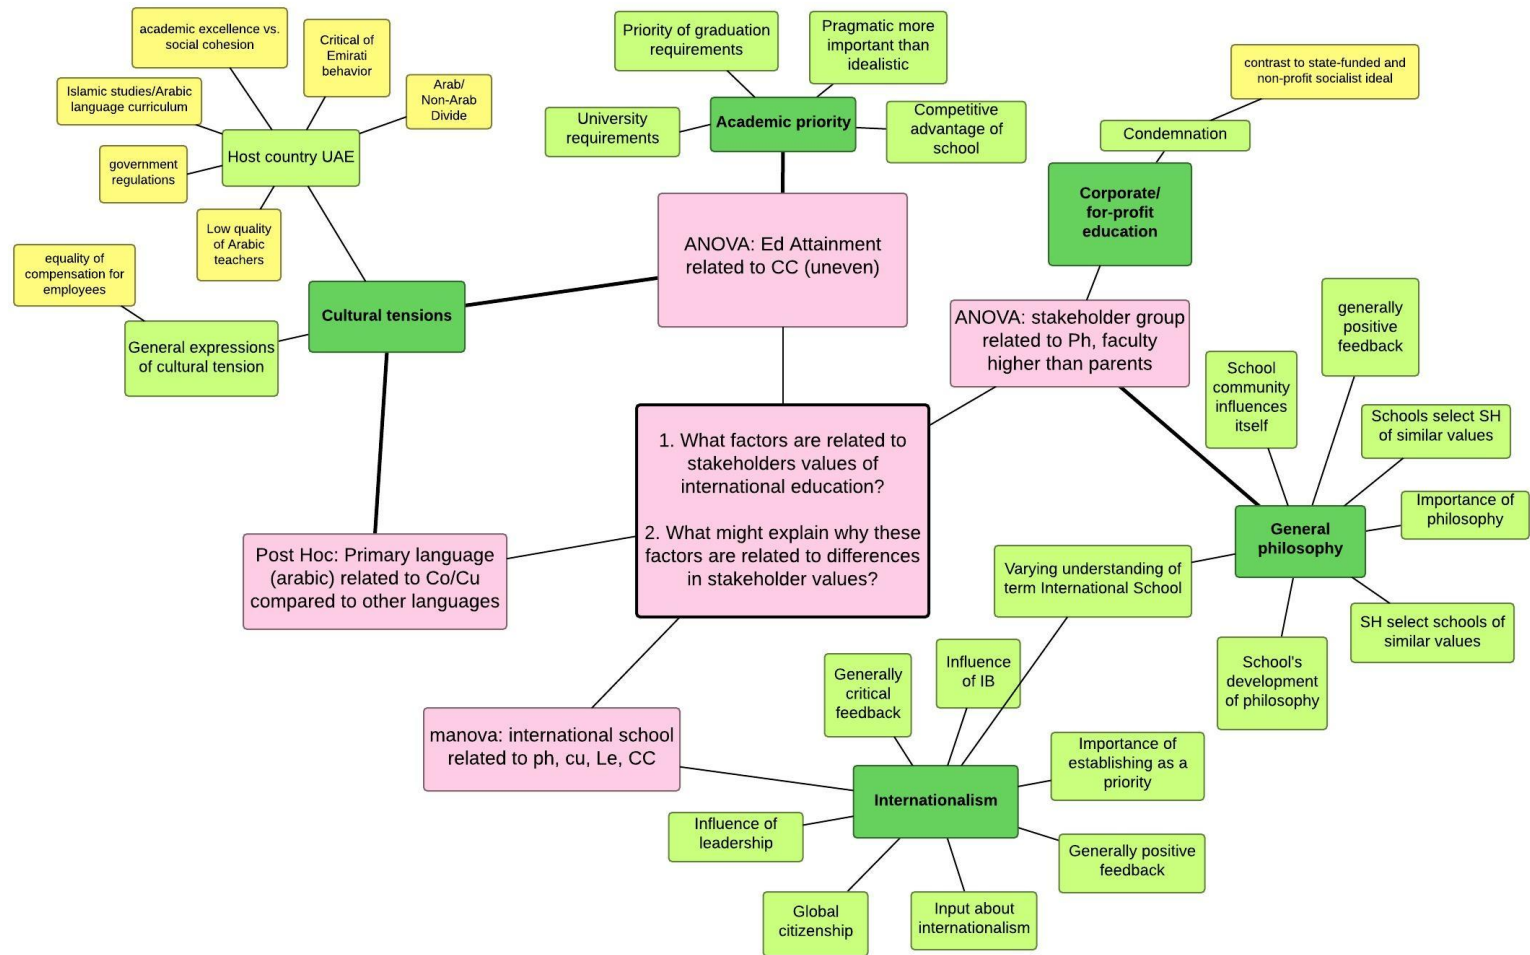 academic excellence vs.
social cohesion
Critical of
Emirati
behavior
Islamic studies/Arabic
language curriculum
Arab/
Non-Arab
Divide
Host country UAE
government
regulations
Low quality
of Arabic
teachers
equality of
compensation for
employees
General expressions
of cultural tension
Cultural tensions
Priority of graduation
requirements
Pragmatic more
important than
idealistic
University
requirements
Academic priority
Competitive
advantage of
school
contrast to state-funded and
non-profit socialist ideal
Condemnation
Corporate/
for-profit
education
ANOVA: Ed Attainment
related to CC (uneven)
ANOVA: stakeholder group
related to Ph, faculty
higher than parents
generally
positive
feedback
School
community
influences
itself
Schools select SH
of similar values
Importance of
philosophy
General
philosophy
SH select schools of
similar values
School's
development
of philosophy
Varying understanding of
term International School
1. What factors are related to
stakeholders values of
international education?
2. What might explain why these
factors are related to differences
in stakeholder values?
Post Hoc: Primary language
(arabic) related to Co/Cu
compared to other languages
manova: international school
related to ph, cu, Le, CC
Generally
critical
feedback
Influence
of IB
Importance of
establishing as a
priority
Internationalism
Influence of
leadership
Generally positive
feedback
Global
citizenship
Input about
internationalism